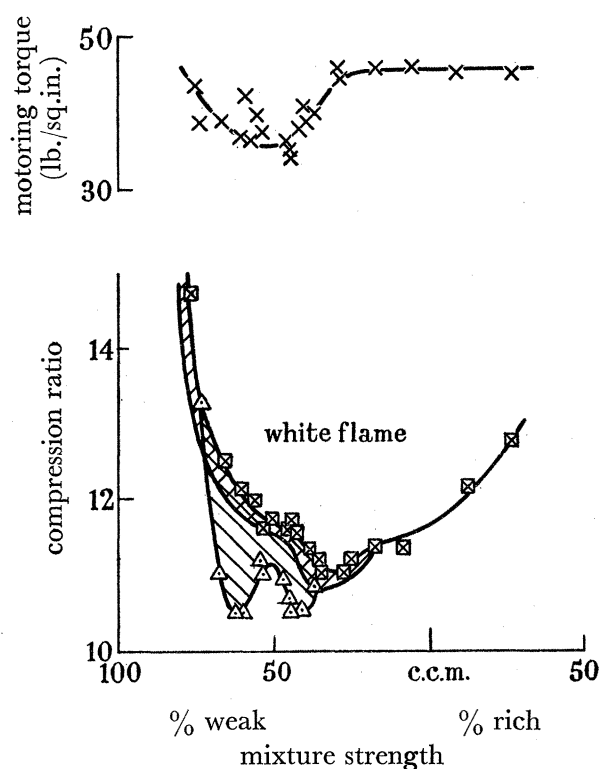 motoring torque
(lb./sq.in.)
50
30
compression ratio
14
12
10
white flame
100
50
c.c.m.
50
% weak
% rich
mixture strength